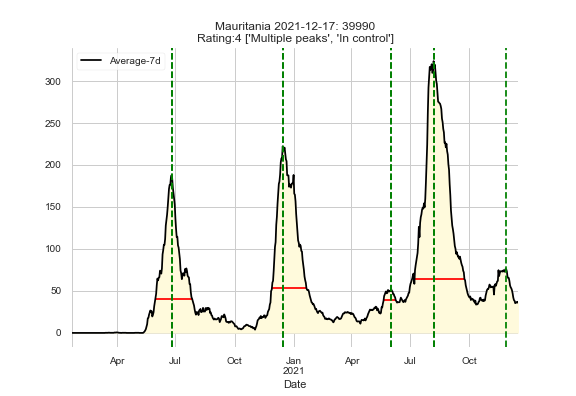 Mauritania 2021-12-17: 39990
Rating:4 ['Multiple peaks', 'In control']
Average-7d
300
250
200
150
100
50
0
Apr Jul Oct Jan Apr Jul Oct
2021
Date